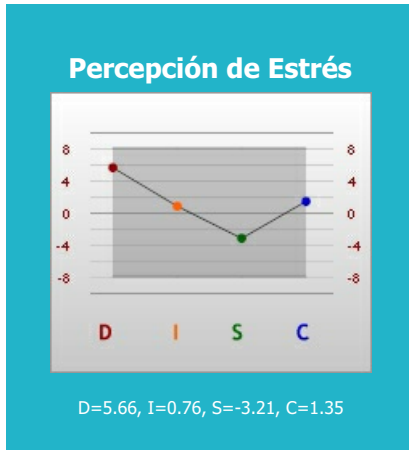 Percepción de Estrés
8 8
4 4
0 0
-4 -4
-8 -8
D I S C
D=5.66, I=0.76, S=-3.21, C=1.35